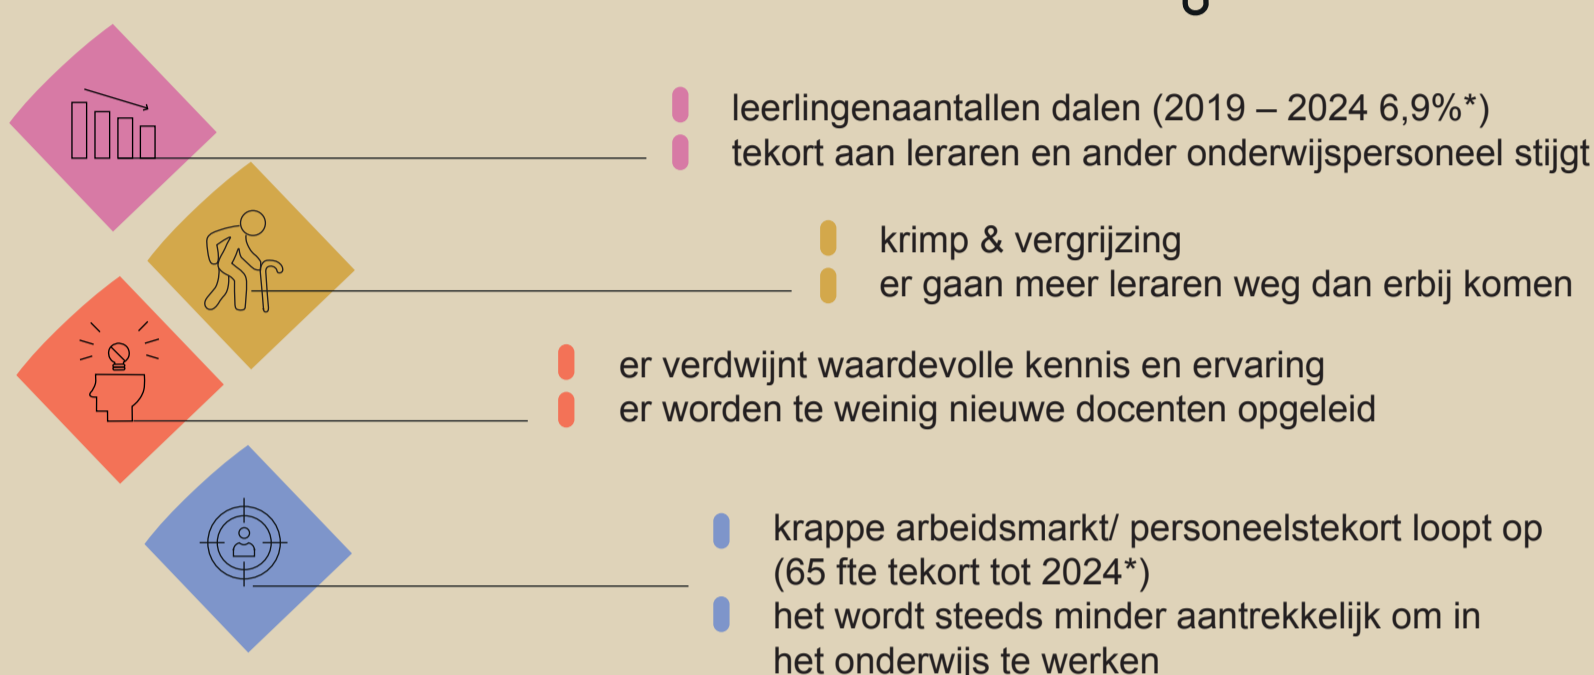 leerlingenaantallen dalen (2019 – 2024 6,9%*)
tekort aan leraren en ander onderwijspersoneel stijgt
krimp & vergrijzing
er gaan meer leraren weg dan erbij komen
er verdwijnt waardevolle kennis en ervaring
er worden te weinig nieuwe docenten opgeleid
krappe arbeidsmarkt/ personeelstekort loopt op
(65 fte tekort tot 2024*)
het wordt steeds minder aantrekkelijk om in
het onderwijs te werken